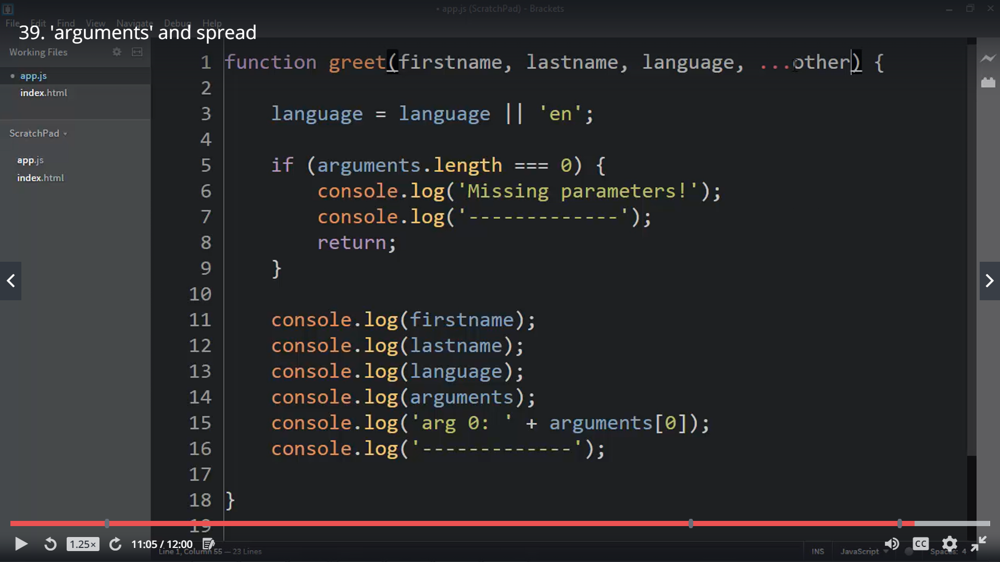 • app.js (ScratchPad) - Brackets
File Edit Find View Navigate Debug Help
39. 'arguments' and spread
Working Files
• app.js
index.html
ScratchPad
app.js
index.html
1 function greet(firstname, lastname, language, ...other) {
2
3 language = language || 'en';
4
5 if (arguments.length === 0) {
6 console.log('Missing parameters!');
7 console.log('-------------');
8 return;
9 }
10
11 console.log(firstname);
12 console.log(lastname);
13 console.log(language);
14 console.log(arguments);
15 console.log('arg 0: ' + arguments[0]);
16 console.log('-------------');
17
18 }
19
1.25× 11:05 / 12:00 CC
Line 1, Column 55 — 23 Lines INS JavaScript Spaces: 4